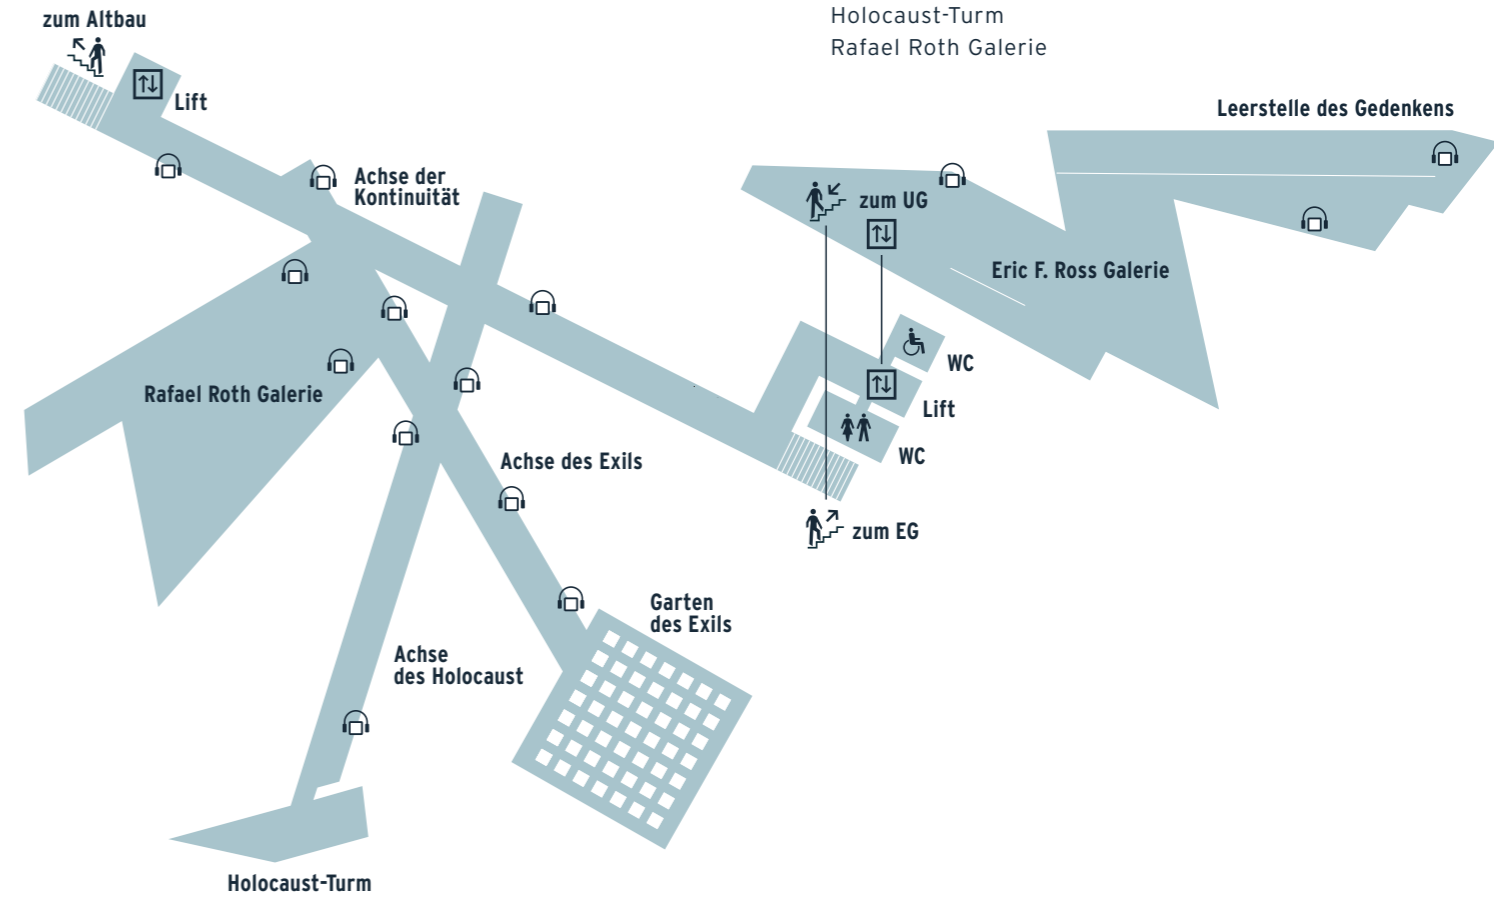 zum Altbau
Lift
Holocaust-Turm
Rafael Roth Galerie
Leerstelle des Gedenkens
Achse der
Kontinuität
zum UG
Eric F. Ross Galerie
WC
Rafael Roth Galerie
Lift
WC
Achse des Exils
zum EG
Garten
des Exils
Achse
des Holocaust
Holocaust-Turm